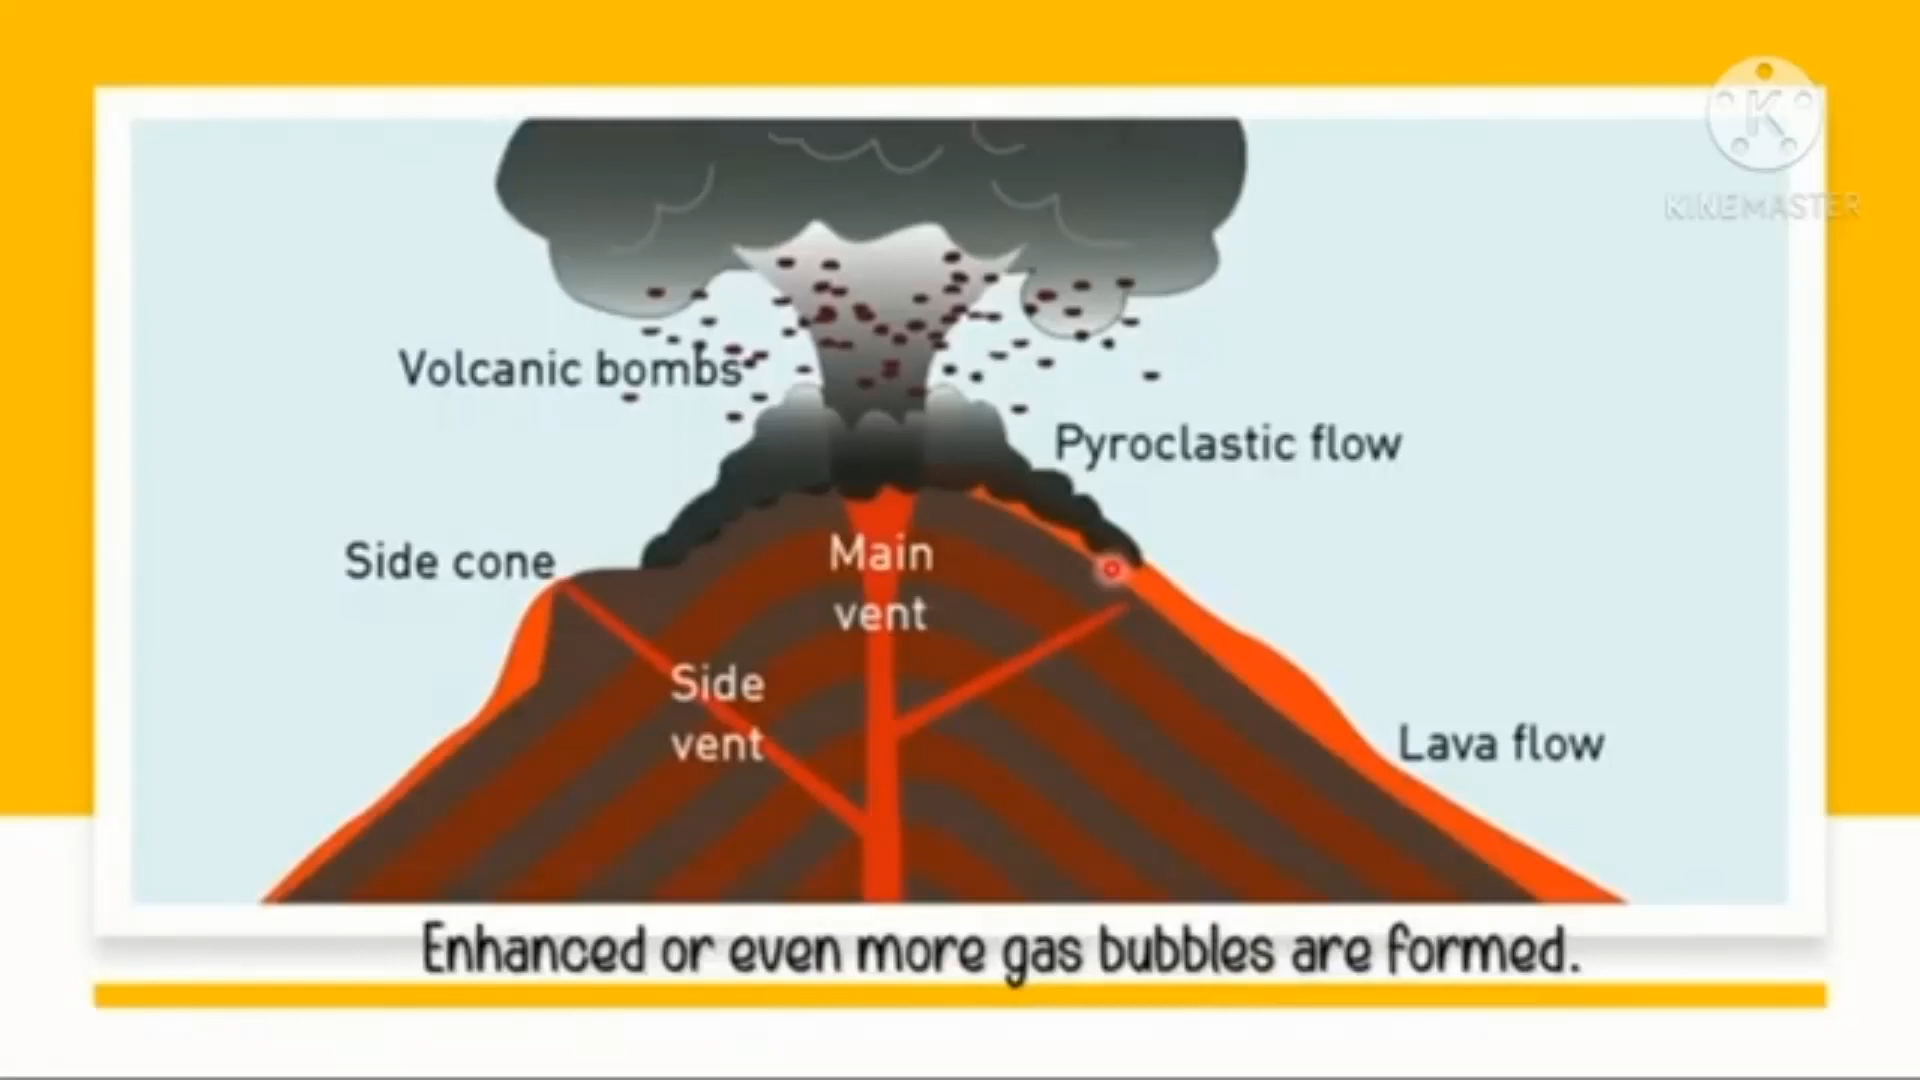 K
KINEMASTER
Volcanic bombs
Pyroclastic flow
Side cone
Main
vent
Side
vent
Lava flow
Enhanced or even more gas bubbles are formed.